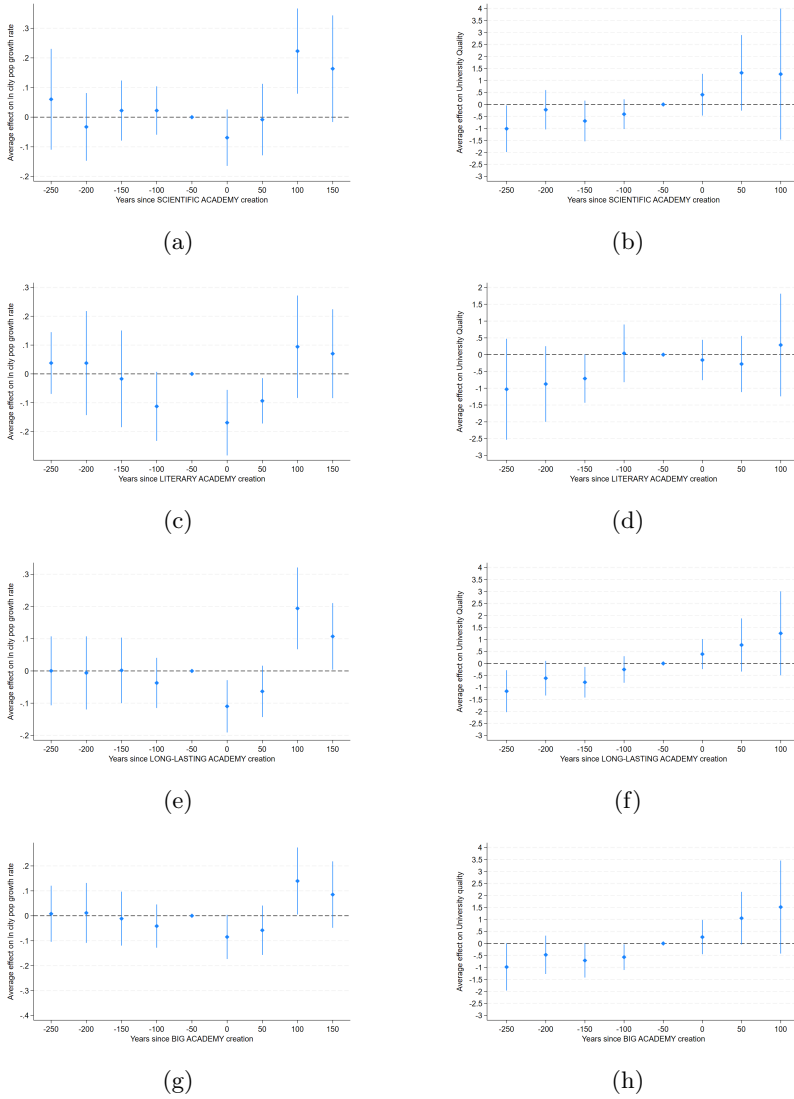 Average effect on ln city pop growth rate
.3
.2
.1
0
-.1
-.2
-250 -200 -150 -100 -50 0 50 100 150
Years since SCIENTIFIC ACADEMY creation
(a)
Average effect on University Quality
4
3.5
3
2.5
2
1.5
1
.5
0
-.5
-1
-1.5
-2
-2.5
-3
-250 -200 -150 -100 -50 0 50 100
Years since SCIENTIFIC ACADEMY creation
(b)
Average effect on ln city pop growth rate
.3
.2
.1
0
-.1
-.2
-250 -200 -150 -100 -50 0 50 100 150
Years since LITERARY ACADEMY creation
(c)
Average effect on University Quality
2
1.5
1
.5
0
-.5
-1
-1.5
-2
-2.5
-3
-250 -200 -150 -100 -50 0 50 100
Years since LITERARY ACADEMY creation
(d)
Average effect on ln city pop growth rate
.3
.2
.1
0
-.1
-.2
-250 -200 -150 -100 -50 0 50 100 150
Years since LONG-LASTING ACADEMY creation
(e)
Average effect on University Quality
4
3.5
3
2.5
2
1.5
1
.5
0
-.5
-1
-1.5
-2
-2.5
-3
-250 -200 -150 -100 -50 0 50 100
Years since LONG-LASTING ACADEMY creation
(f)
Average effect on ln city pop growth rate
.2
.1
0
-.1
-.2
-.3
-.4
-250 -200 -150 -100 -50 0 50 100 150
Years since BIG ACADEMY creation
(g)
Average effect on University quality
4
3.5
3
2.5
2
1.5
1
.5
0
-.5
-1
-1.5
-2
-2.5
-3
-250 -200 -150 -100 -50 0 50 100
Years since BIG ACADEMY creation
(h)